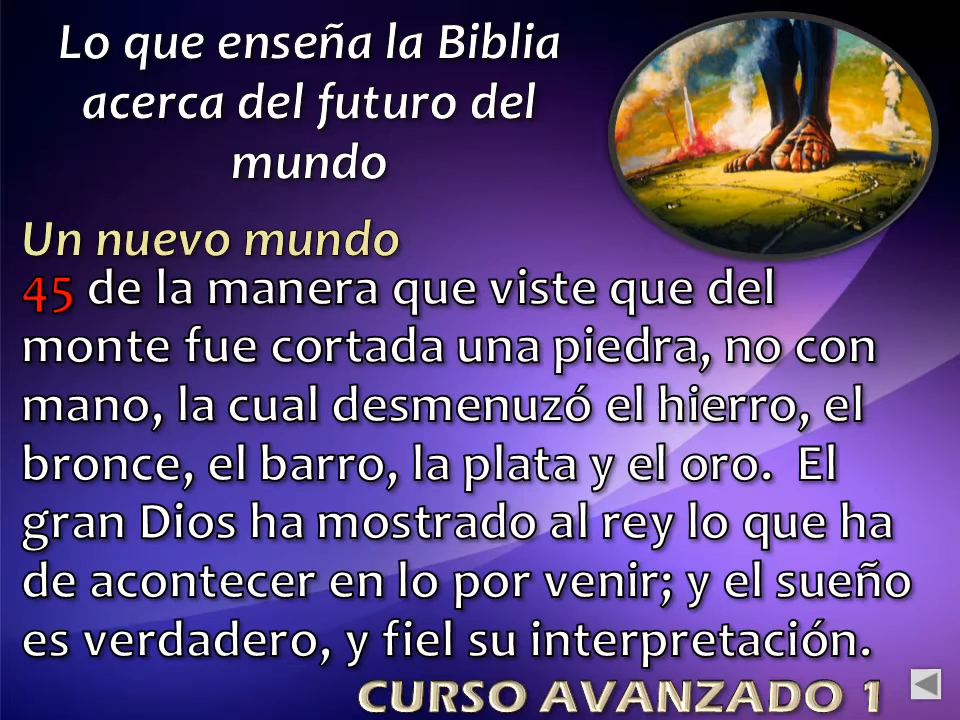 Lo que enseña la Biblia
acerca del futuro del
mundo
Un nuevo mundo
45 de la manera que viste que del
monte fue cortada una piedra, no con
mano, la cual desmenuzó el hierro, el
bronce, el barro, la plata y el oro.  El
gran Dios ha mostrado al rey lo que ha
de acontecer en lo por venir; y el sueño
es verdadero, y fiel su interpretación.
CURSO AVANZADO 1